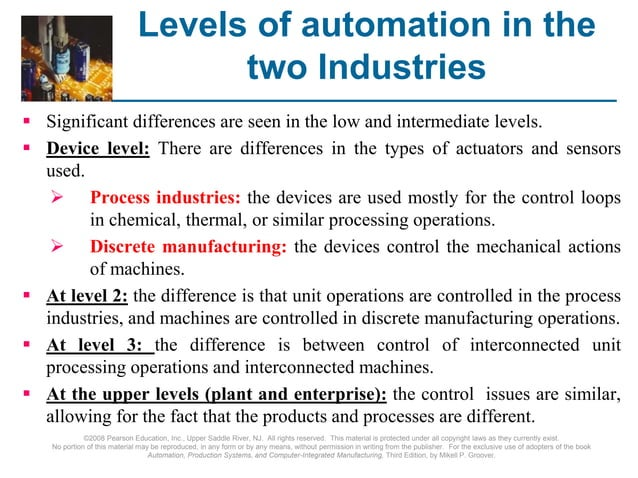 Levels of automation in the
two Industries
▪ Significant differences are seen in the low and intermediate levels.
▪ Device level: There are differences in the types of actuators and sensors
used.
➢ Process industries: the devices are used mostly for the control loops
in chemical, thermal, or similar processing operations.
➢ Discrete manufacturing: the devices control the mechanical actions
of machines.
▪ At level 2: the difference is that unit operations are controlled in the process
industries, and machines are controlled in discrete manufacturing operations.
▪ At level 3: the difference is between control of interconnected unit
processing operations and interconnected machines.
▪ At the upper levels (plant and enterprise): the control issues are similar,
allowing for the fact that the products and processes are different.
©2008 Pearson Education, Inc., Upper Saddle River, NJ. All rights reserved. This material is protected under all copyright laws as they currently exist.
No portion of this material may be reproduced, in any form or by any means, without permission in writing from the publisher. For the exclusive use of adopters of the book
Automation, Production Systems, and Computer-Integrated Manufacturing, Third Edition, by Mikell P. Groover.